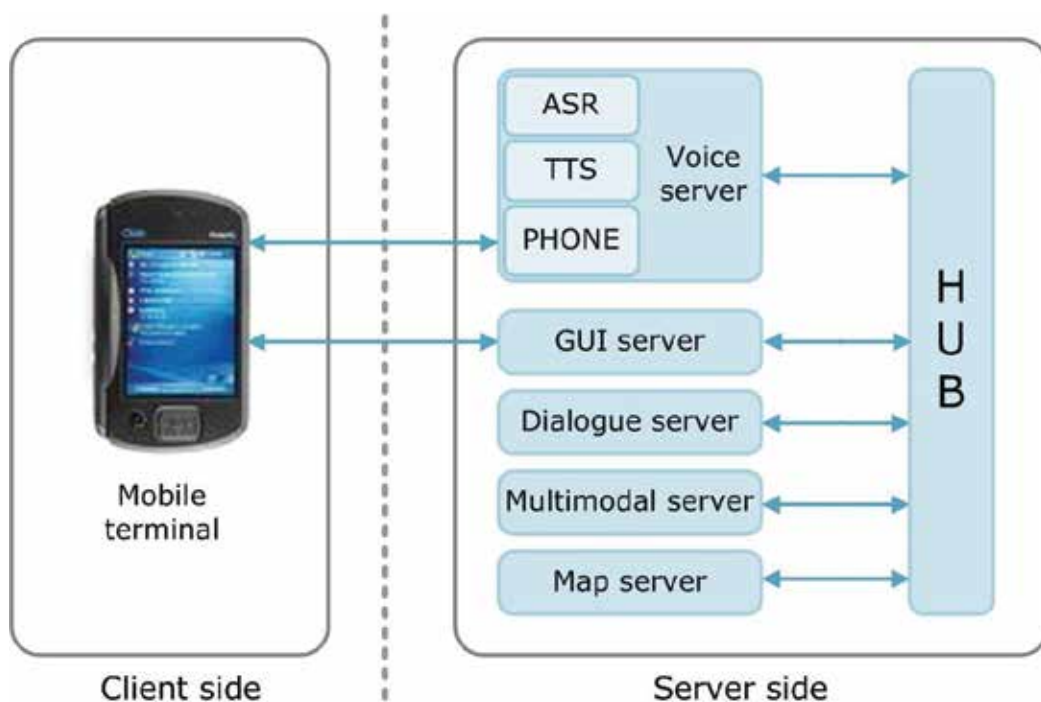 ASR
TTS
PHONE
Voice
server
GUI server
Dialogue server
Multimodal server
Map server
H
U
B
Mobile
terminal
Client side
Server side